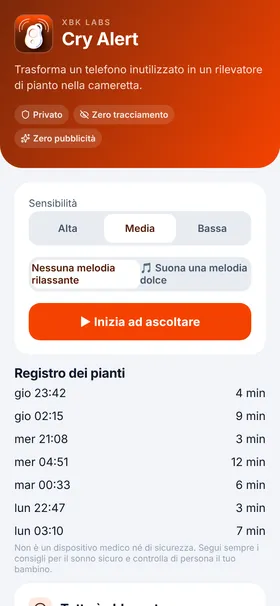 XBK LABS
Cry Alert
Trasforma un telefono inutilizzato in un rilevatore
di pianto nella cameretta.
Privato
Zero tracciamento
Zero pubblicità
Sensibilità
Alta
Media
Bassa
Nessuna melodia
rilassante
🎵 Suona una melodia
dolce
▶ Inizia ad ascoltare
Registro dei pianti
gio 23:42 4 min
gio 02:15 9 min
mer 21:08 3 min
mer 04:51 12 min
mar 00:33 6 min
lun 22:47 3 min
lun 03:10 7 min
Non è un dispositivo medico né di sicurezza. Segui sempre i
consigli per il sonno sicuro e controlla di persona il tuo
bambino.